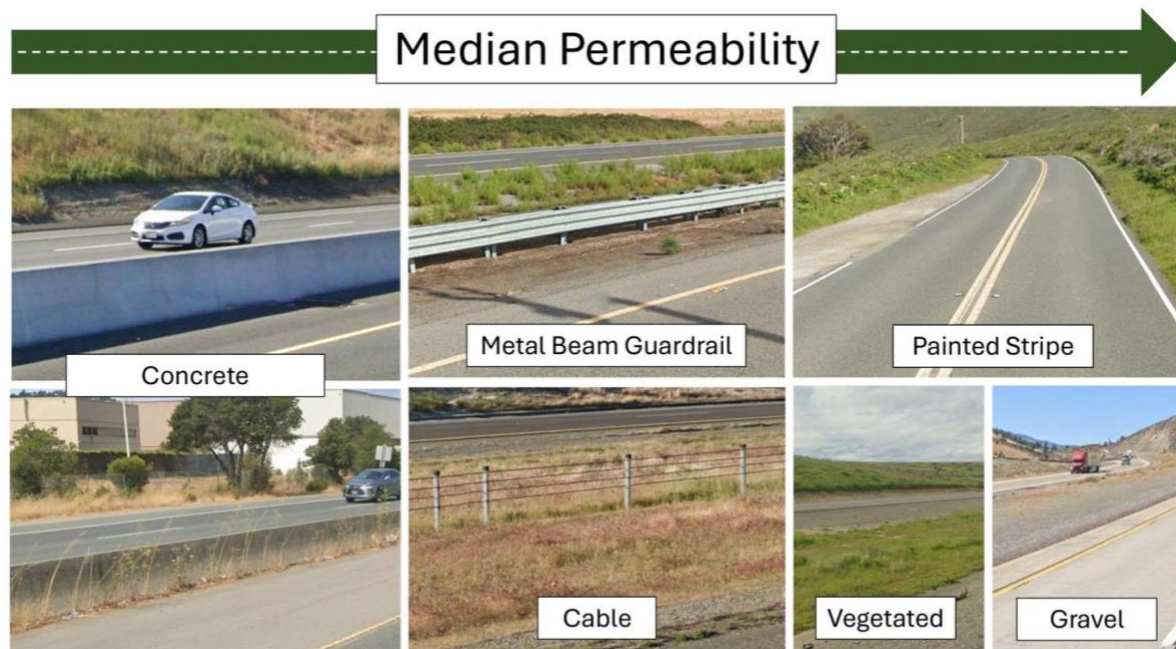 Median Permeability
Concrete
Metal Beam Guardrail
Painted Stripe
Cable
Vegetated
Gravel